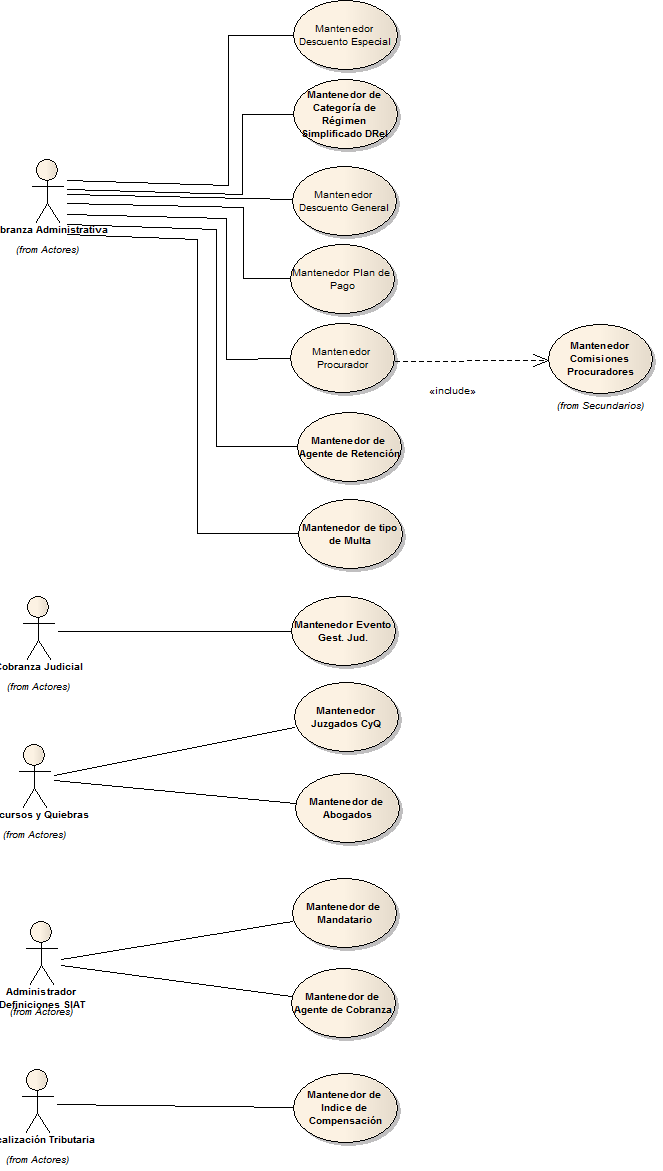 Mantenedor
Descuento Especial
Mantenedor de
Categoría de
Régimen
Simplificado DReI
Mantenedor
Descuento General
branza Administrativa
(from Actores)
Mantenedor Plan de
Pago
Mantenedor
Procurador
«include»
Mantenedor
Comisiones
Procuradores
(from Secundarios)
Mantenedor de
Agente de Retención
Mantenedor de tipo
de Multa
Mantenedor Evento
Gest. Jud.
Cobranza Judicial
(from Actores)
Mantenedor
Juzgados CyQ
cursos y Quiebras
(from Actores)
Mantenedor de
Abogados
Mantenedor de
Mandatario
Administrador
Definiciones SIAT
(from Actores)
Mantenedor de
Agente de Cobranza
Mantenedor de
Indice de
Compensación
calización Tributaria
(from Actores)